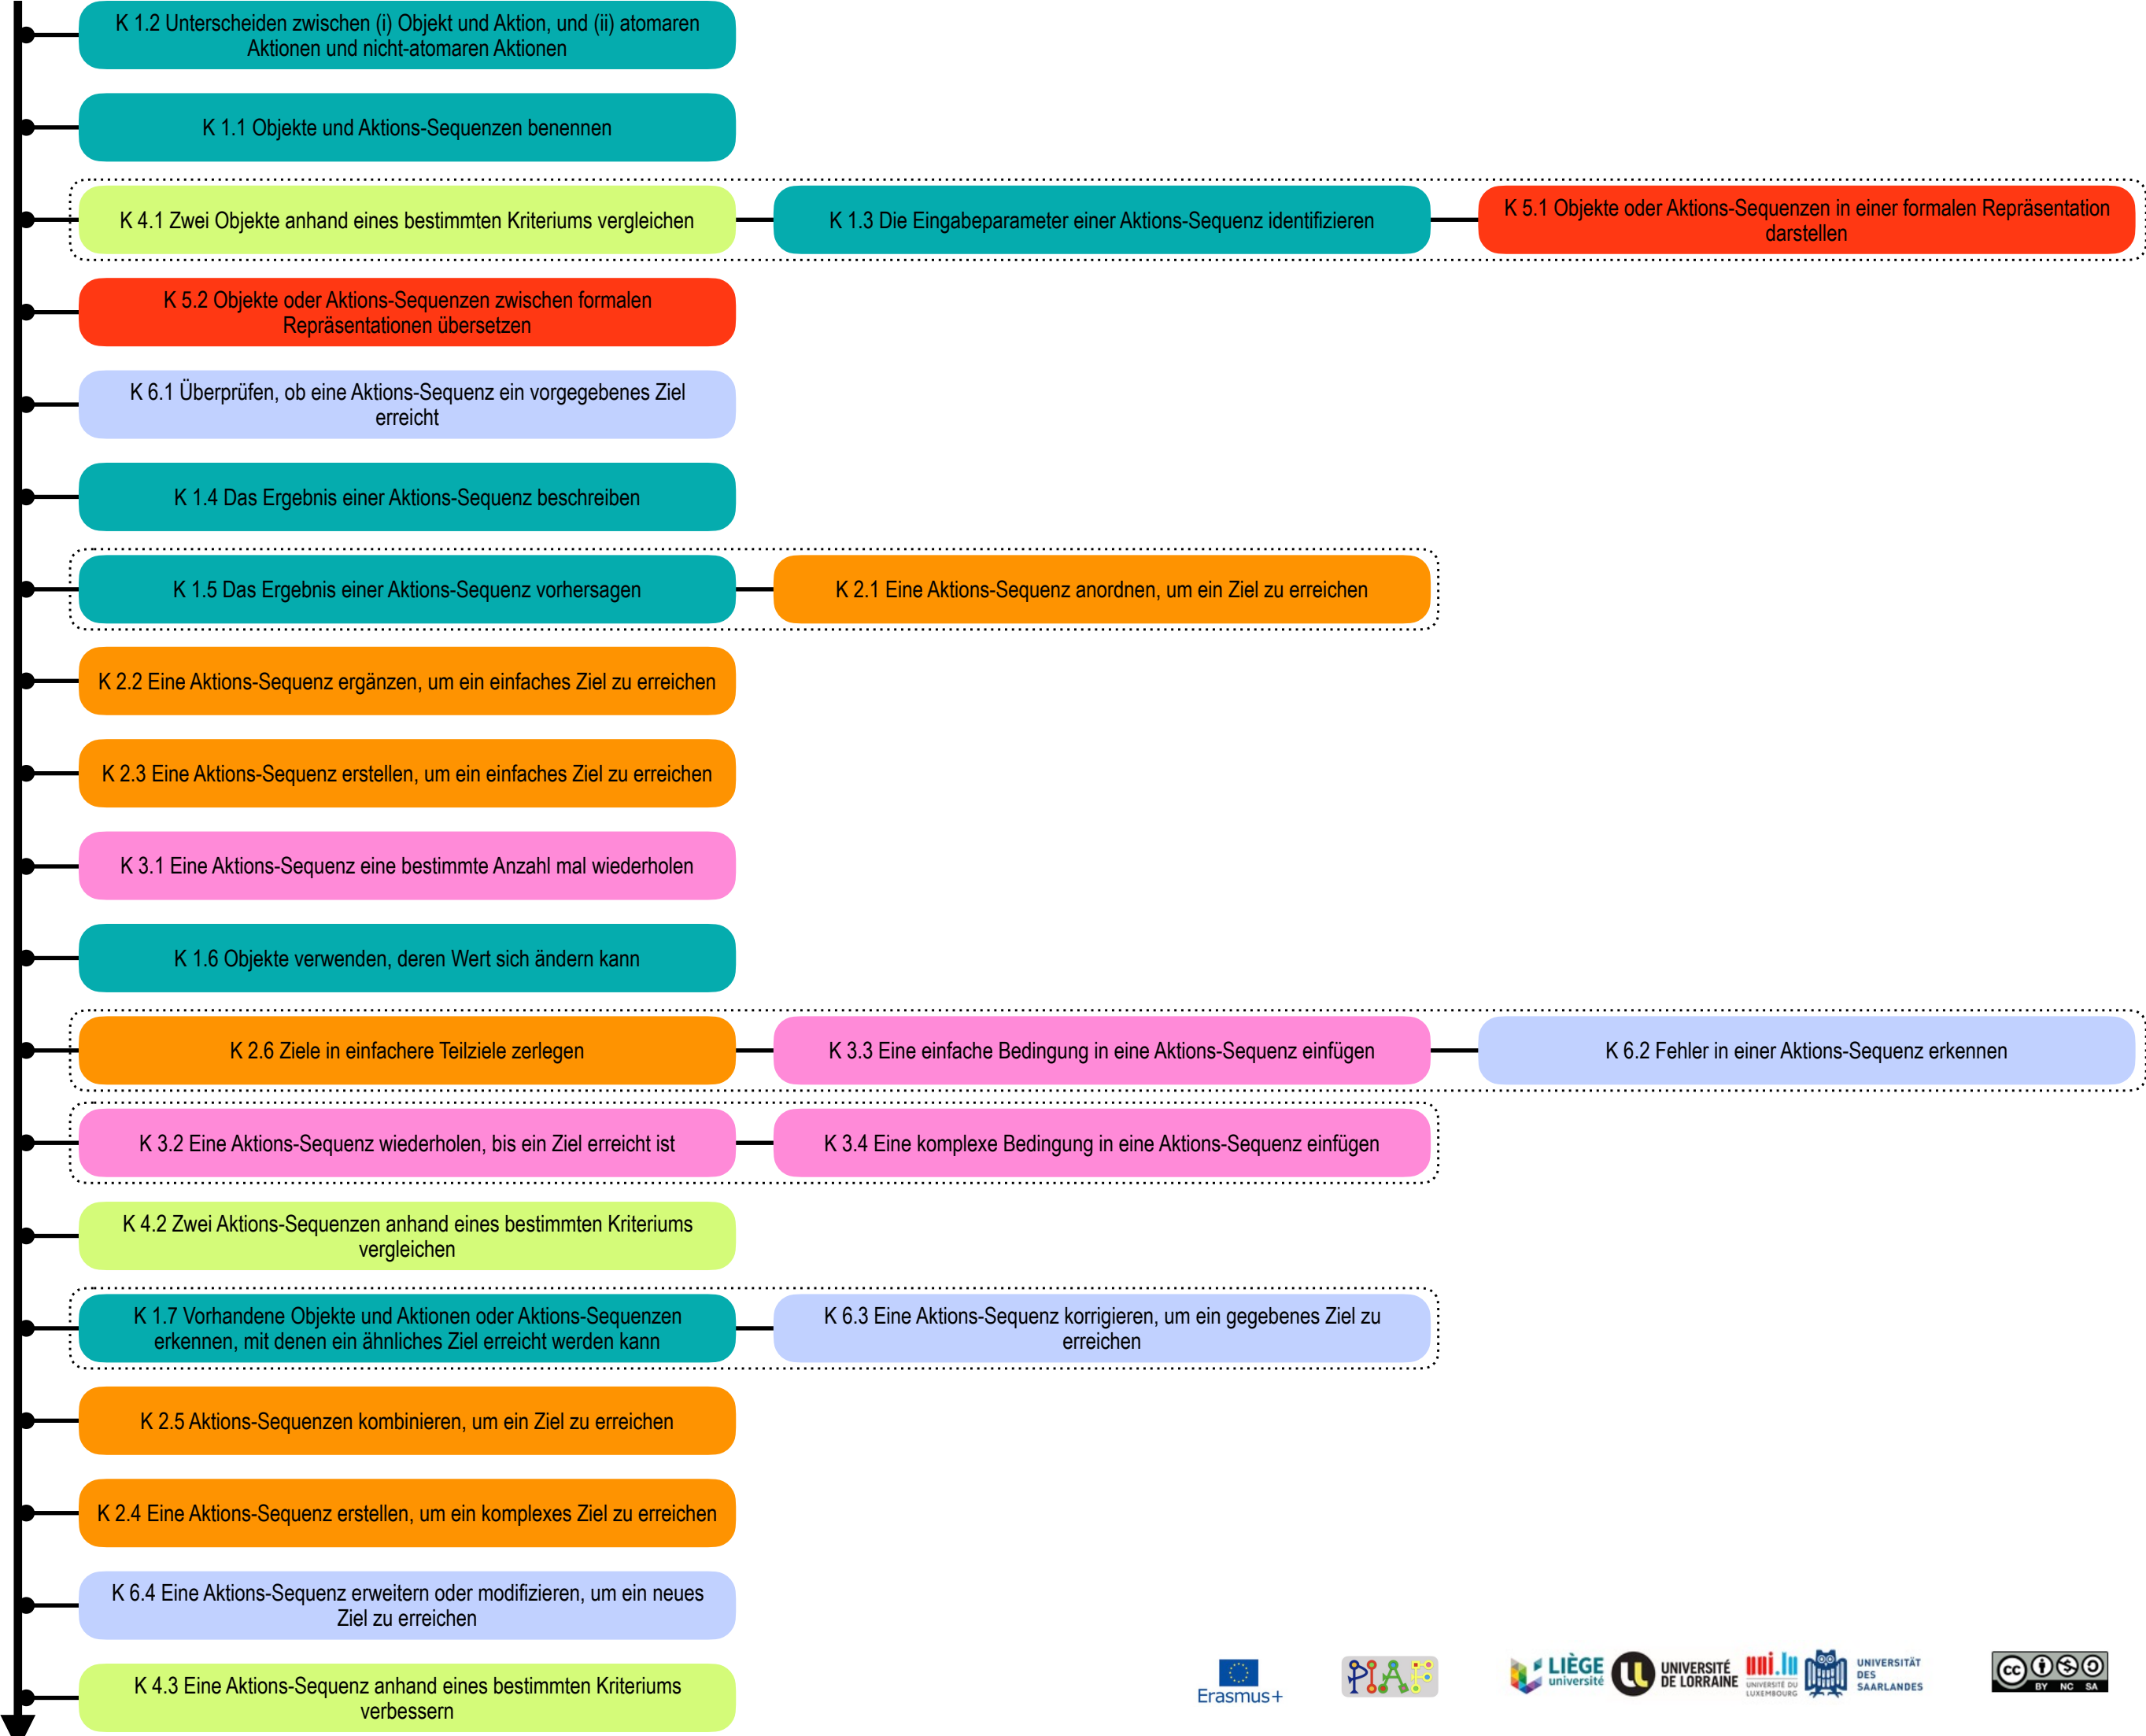 K 1.2 Unterscheiden zwischen (i) Objekt und Aktion, und (ii) atomaren
Aktionen und nicht-atomaren Aktionen
K 1.1 Objekte und Aktions-Sequenzen benennen
K 4.1 Zwei Objekte anhand eines bestimmten Kriteriums vergleichen
K 1.3 Die Eingabeparameter einer Aktions-Sequenz identifizieren
K 5.1 Objekte oder Aktions-Sequenzen in einer formalen Repräsentation
darstellen
K 5.2 Objekte oder Aktions-Sequenzen zwischen formalen
Repräsentationen übersetzen
K 6.1 Überprüfen, ob eine Aktions-Sequenz ein vorgegebenes Ziel
erreicht
K 1.4 Das Ergebnis einer Aktions-Sequenz beschreiben
K 1.5 Das Ergebnis einer Aktions-Sequenz vorhersagen
K 2.1 Eine Aktions-Sequenz anordnen, um ein Ziel zu erreichen
K 2.2 Eine Aktions-Sequenz ergänzen, um ein einfaches Ziel zu erreichen
K 2.3 Eine Aktions-Sequenz erstellen, um ein einfaches Ziel zu erreichen
K 3.1 Eine Aktions-Sequenz eine bestimmte Anzahl mal wiederholen
K 1.6 Objekte verwenden, deren Wert sich ändern kann
K 2.6 Ziele in einfachere Teilziele zerlegen
K 3.3 Eine einfache Bedingung in eine Aktions-Sequenz einfügen
K 6.2 Fehler in einer Aktions-Sequenz erkennen
K 3.2 Eine Aktions-Sequenz wiederholen, bis ein Ziel erreicht ist
K 3.4 Eine komplexe Bedingung in eine Aktions-Sequenz einfügen
K 4.2 Zwei Aktions-Sequenzen anhand eines bestimmten Kriteriums
vergleichen
K 1.7 Vorhandene Objekte und Aktionen oder Aktions-Sequenzen
erkennen, mit denen ein ähnliches Ziel erreicht werden kann
K 6.3 Eine Aktions-Sequenz korrigieren, um ein gegebenes Ziel zu
erreichen
K 2.5 Aktions-Sequenzen kombinieren, um ein Ziel zu erreichen
K 2.4 Eine Aktions-Sequenz erstellen, um ein komplexes Ziel zu erreichen
K 6.4 Eine Aktions-Sequenz erweitern oder modifizieren, um ein neues
Ziel zu erreichen
K 4.3 Eine Aktions-Sequenz anhand eines bestimmten Kriteriums
verbessern
Erasmus+
PIAF
LIÈGE
université
UNIVERSITÉ
DE LORRAINE
uni.lu
UNIVERSITÉ DU
LUXEMBOURG
UNIVERSITÄT
DES
SAARLANDES
cc
BY NC SA